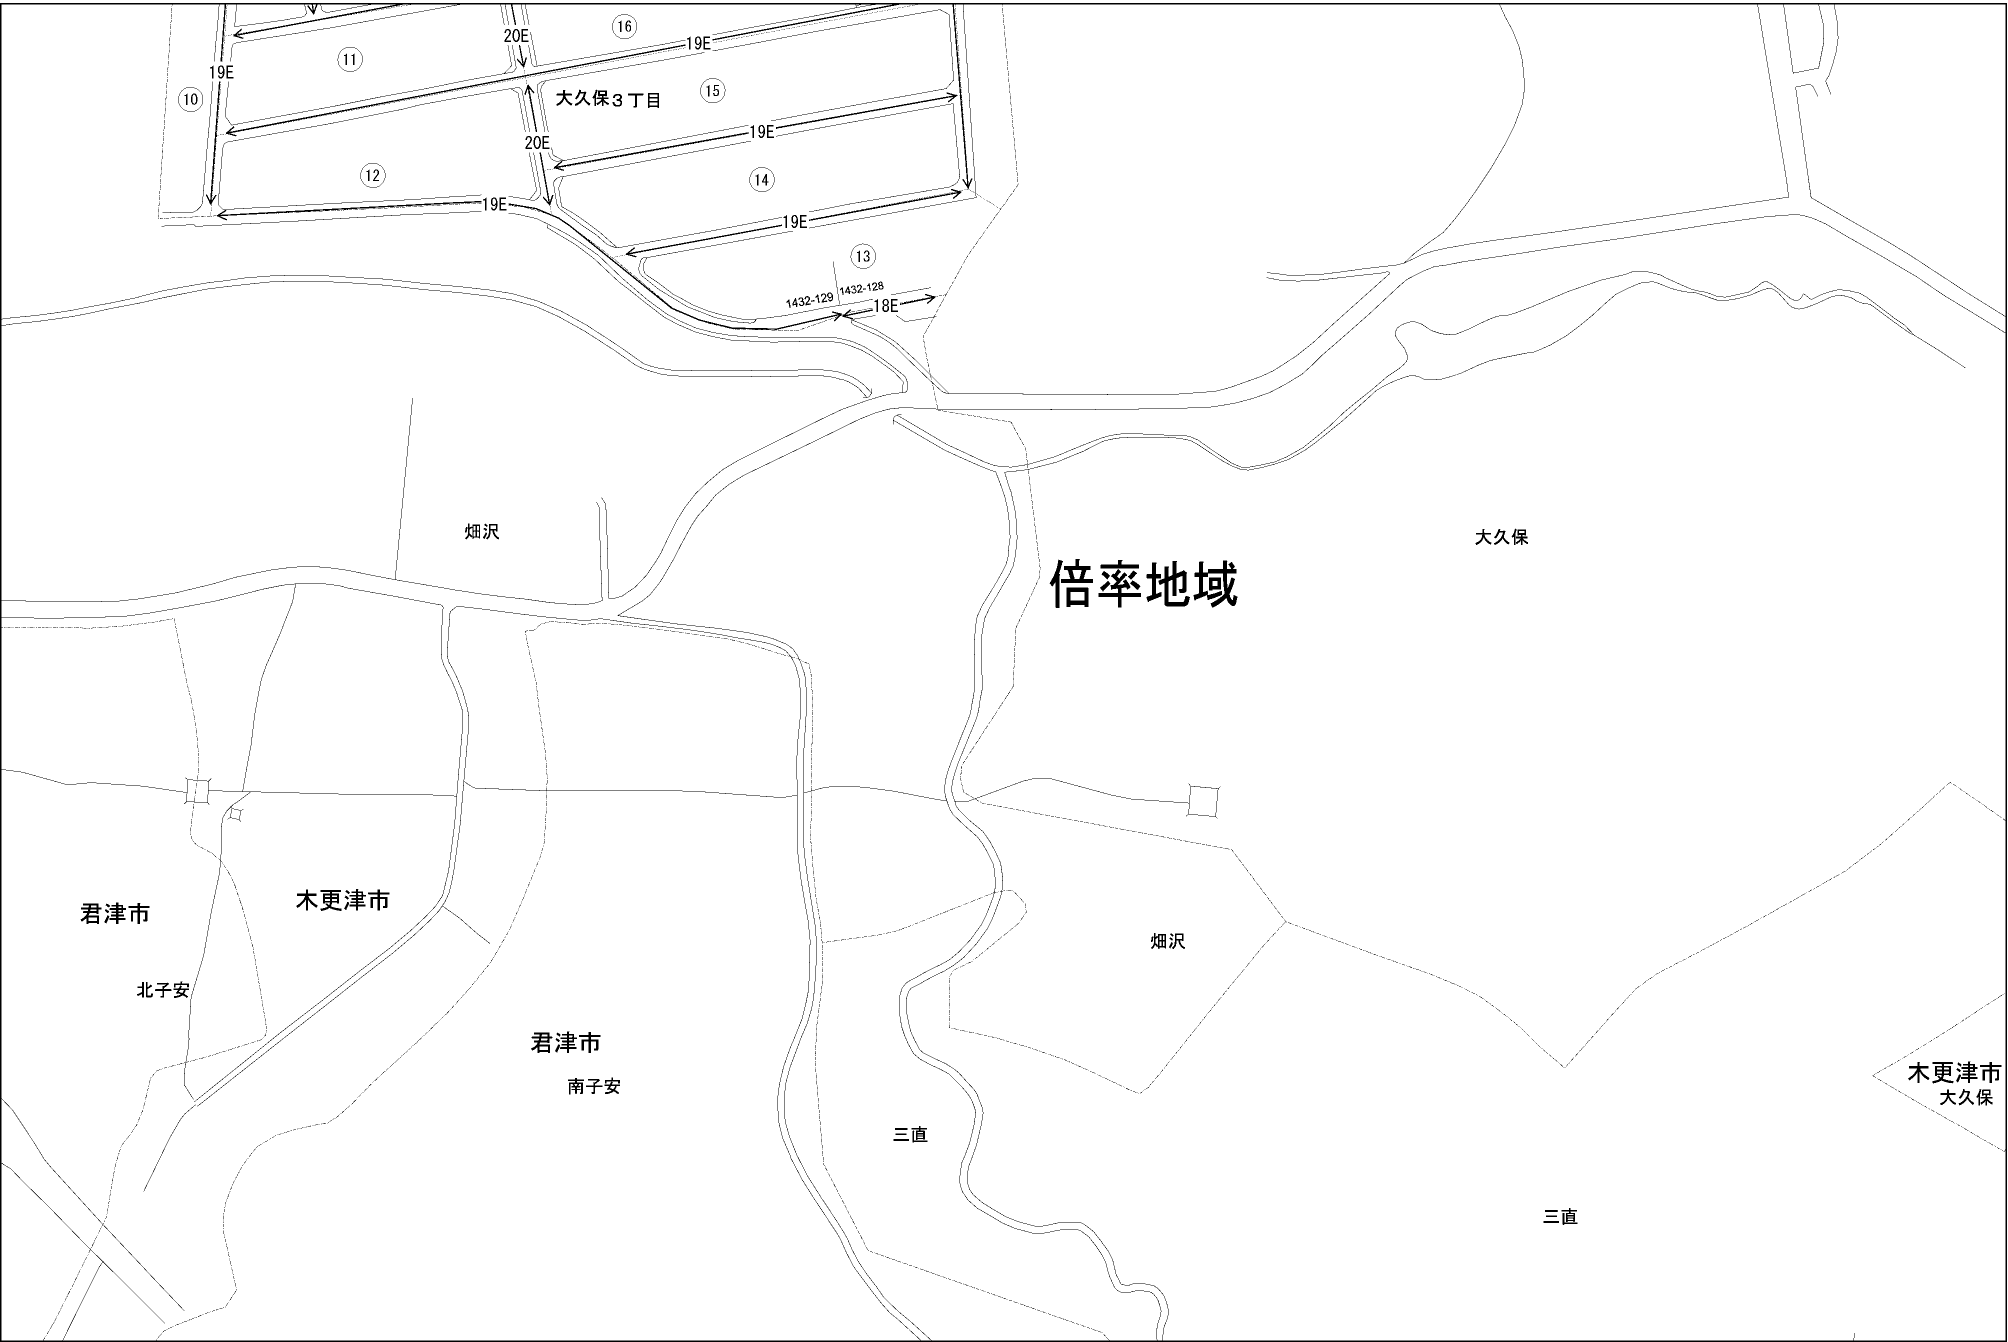 ⑯
20E
19E
⑪
19E
⑩
⑮
大久保3丁目
19E
20E
⑫
⑭
19E
19E
⑬
1432-129
1432-128
18E
畑沢
大久保
倍率地域
木更津市
君津市
畑沢
北子安
君津市
南子安
木更津市
大久保
三直
三直